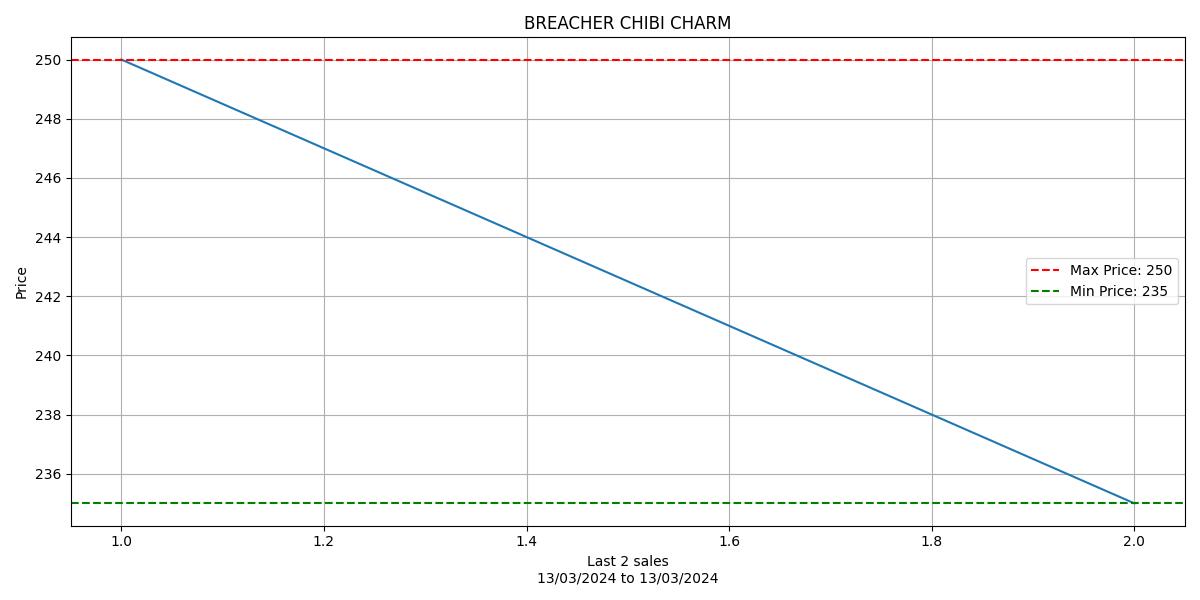 BREACHER CHIBI CHARM
Price
250
248
246
244
242
240
238
236
Max Price: 250
Min Price: 235
1.0 1.2 1.4 1.6 1.8 2.0
Last 2 sales
13/03/2024 to 13/03/2024